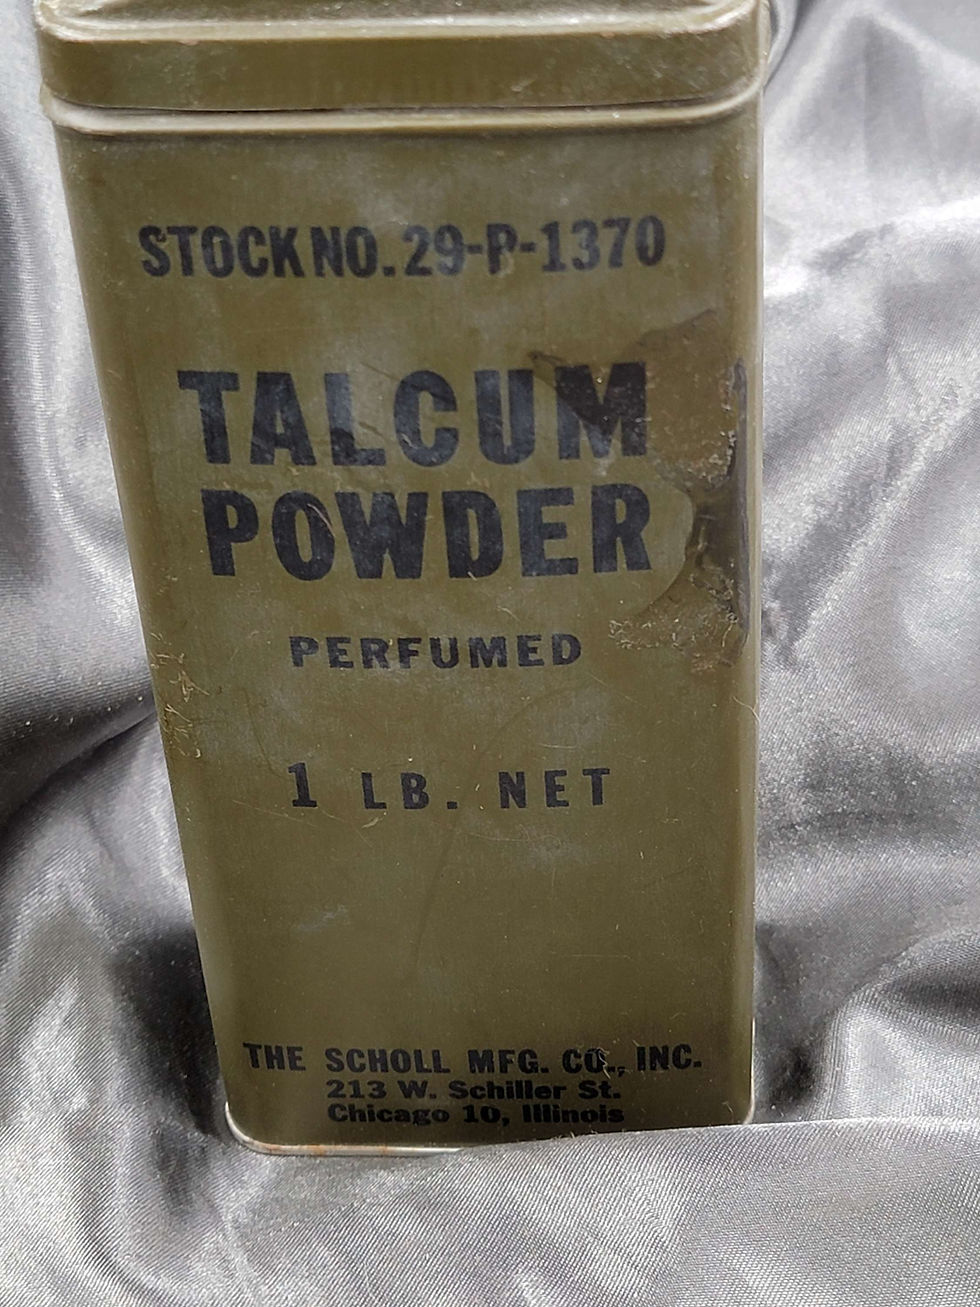 STOCK NO. 29-P-1370
TALCUM
POWDER
PERFUMED
1 LB. NET
THE SCHOLL MFG. CO., INC.
213 W. Schiller St.
Chicago 10, Illinois